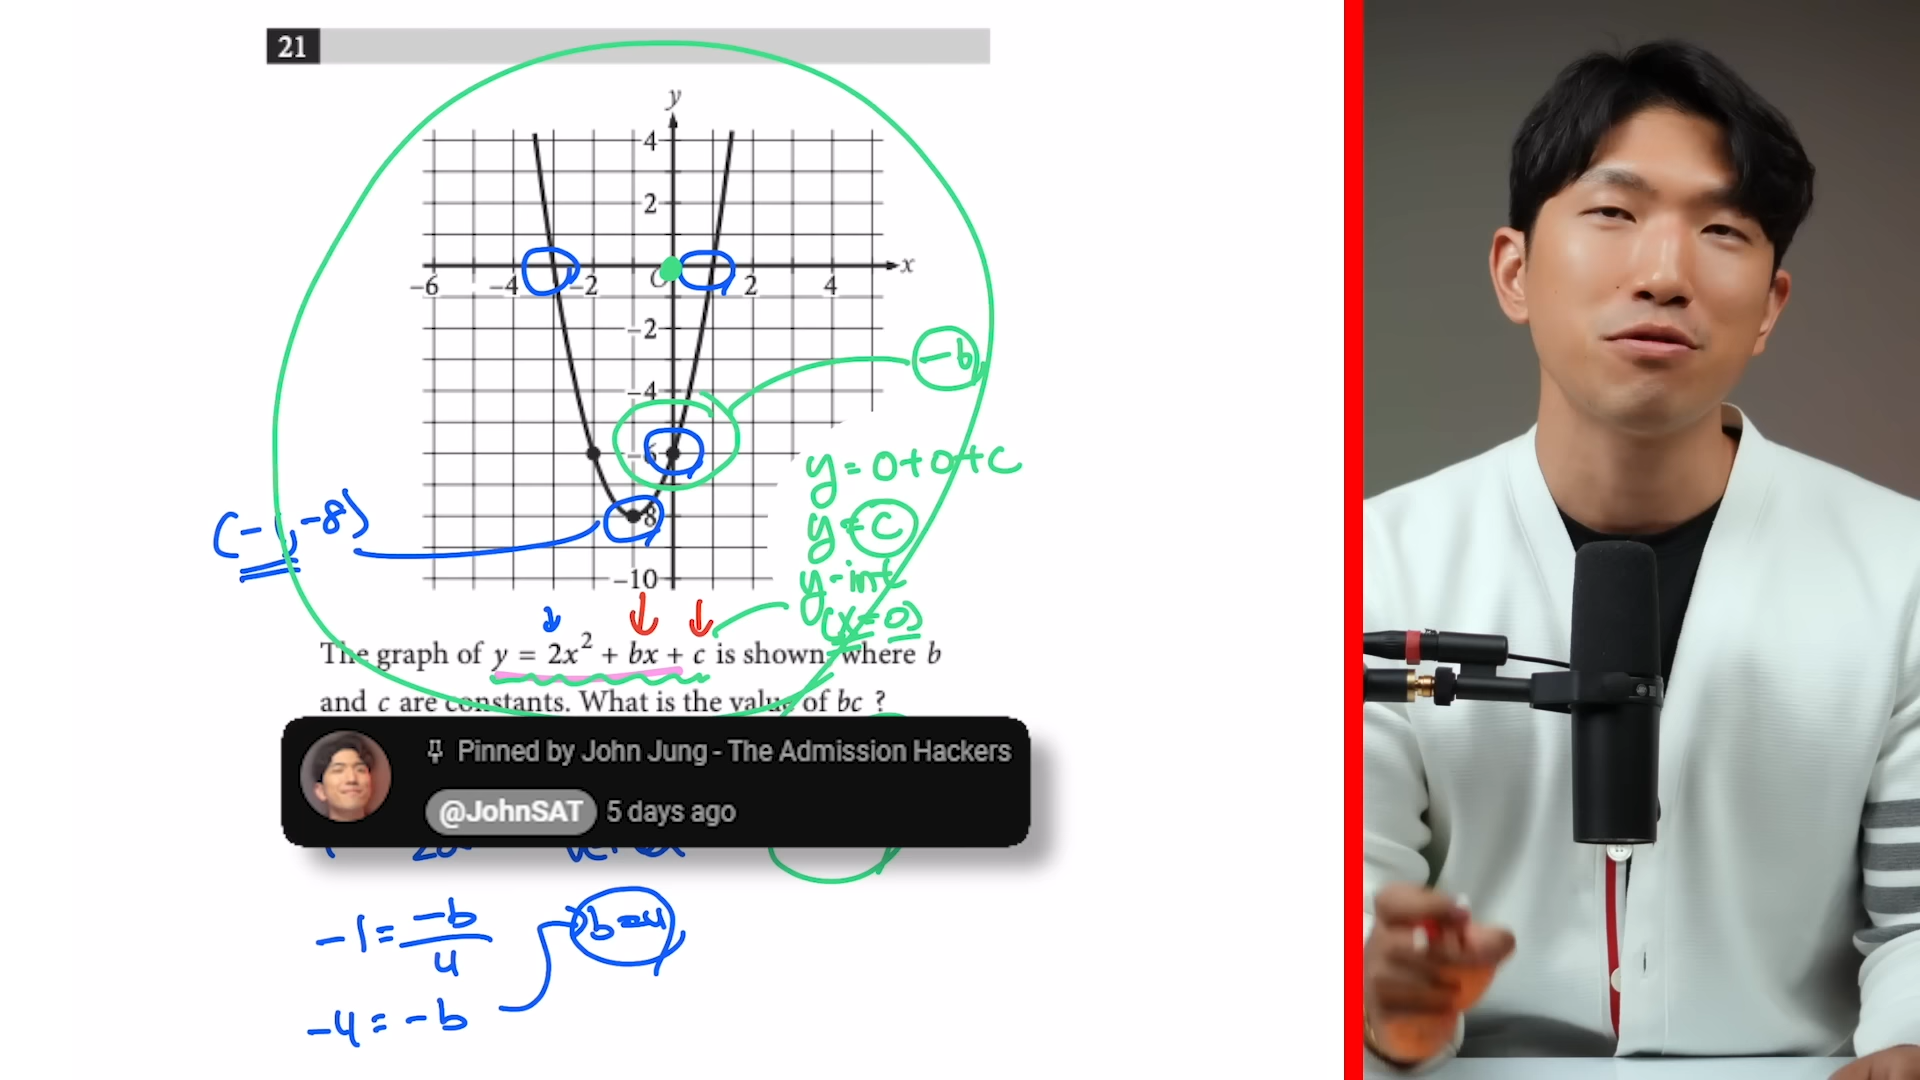 21
y
4
2
O
x
-6 -4 -2 2 4
-2
-4
-6
-8
-10
-b
(-1,-8)
y=0+0+c
y=c
y-int
(x=0)
The graph of y = 2x² + bx + c is shown, where b
and c are constants. What is the value of bc ?
Pinned by John Jung - The Admission Hackers
@JohnSAT 5 days ago
-1=-b/4
b=4
-4=-b